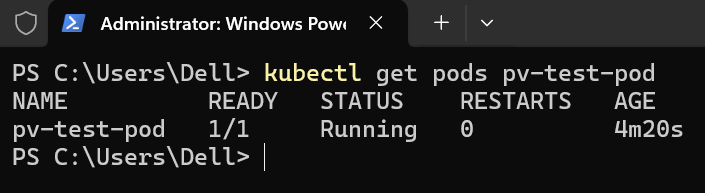 Administrator: Windows Powe
PS C:\Users\Dell> kubectl get pods pv-test-pod
NAME READY STATUS RESTARTS AGE
pv-test-pod 1/1 Running 0 4m20s
PS C:\Users\Dell>